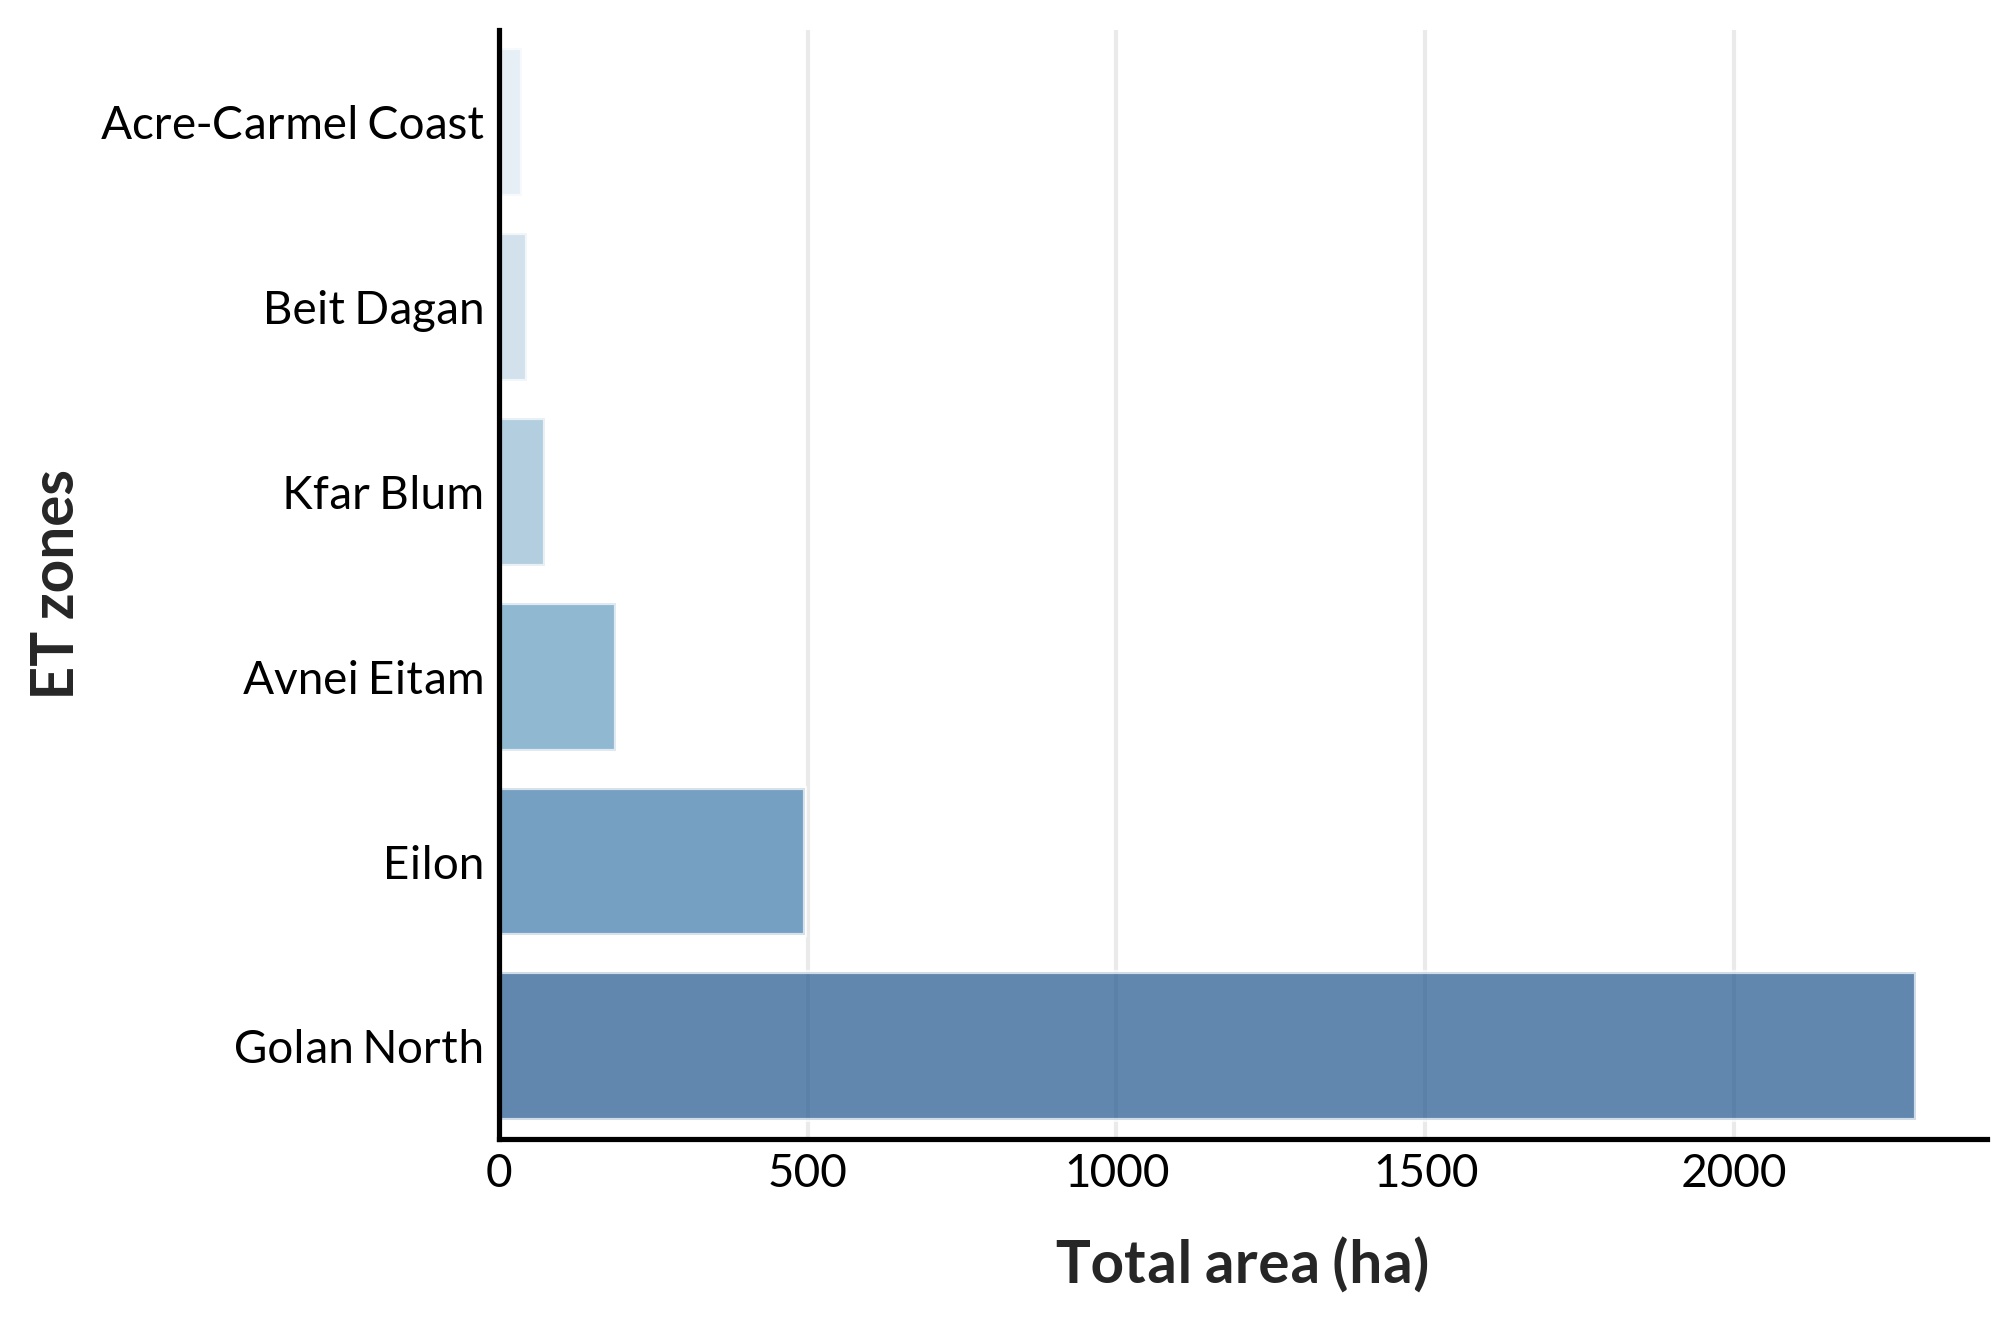 ET zones
Acre-Carmel Coast
Beit Dagan
Kfar Blum
Avnei Eitam
Eilon
Golan North
0 500 1000 1500 2000
Total area (ha)